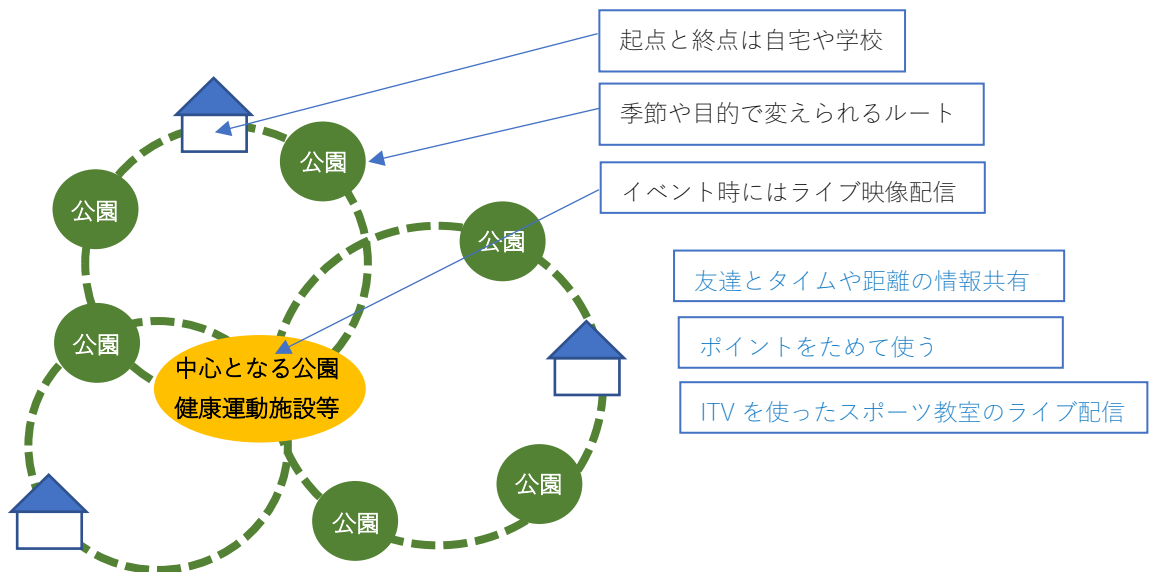 起点と終点は自宅や学校
季節や目的で変えられるルート
公園
公園
イベント時にはライブ映像配信
公園
公園
友達とタイムや距離の情報共有
公園
ポイントをためて使う
中心となる公園
健康運動施設等
ITV を使ったスポーツ教室のライブ配信
公園
公園